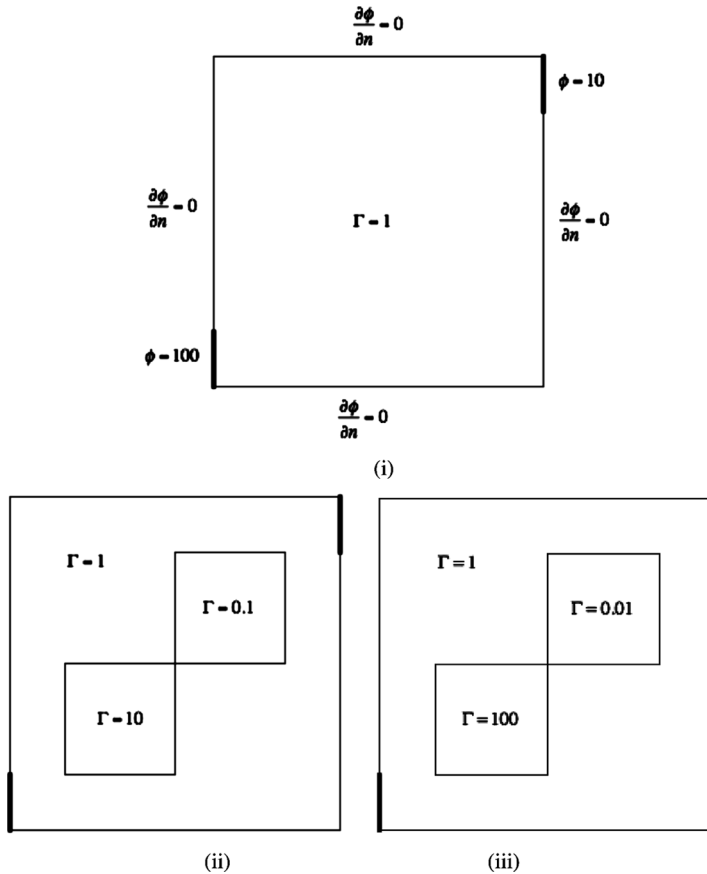 ∂ϕ/∂n = 0
ϕ = 10
∂ϕ/∂n = 0
Γ = 1
∂ϕ/∂n = 0
ϕ = 100
∂ϕ/∂n = 0
(i)
Γ = 1
Γ = 0.1
Γ = 10
(ii)
Γ = 1
Γ = 0.01
Γ = 100
(iii)